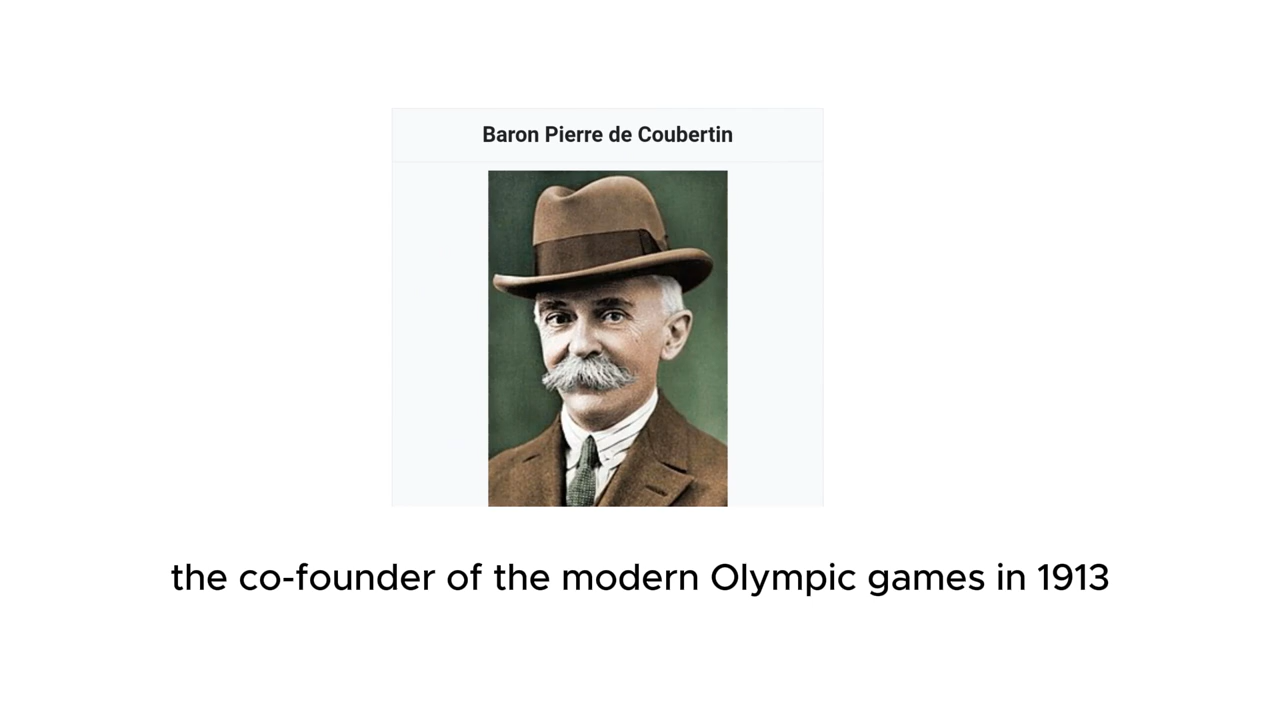 Baron Pierre de Coubertin
the co-founder of the modern Olympic games in 1913